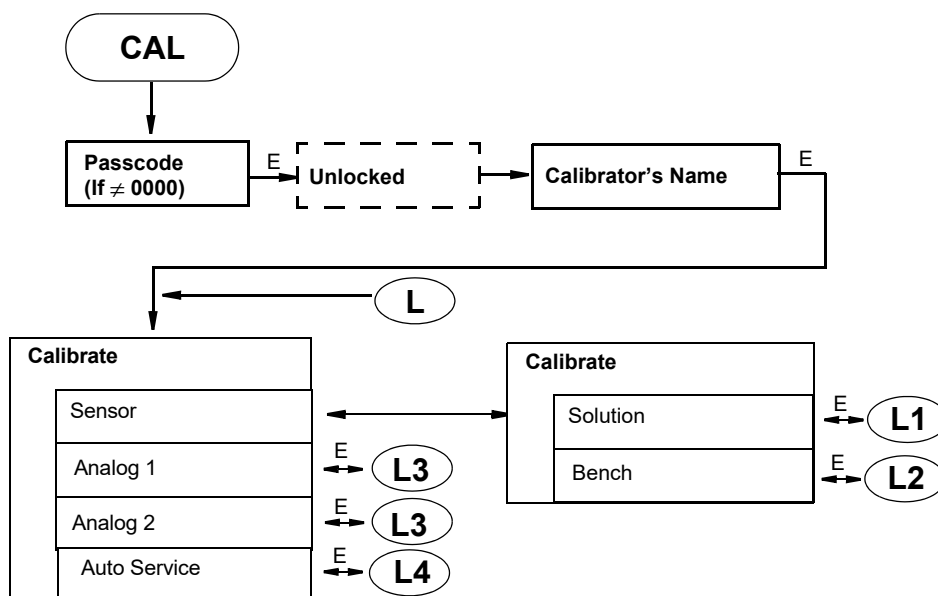 CAL
Passcode
(If ≠ 0000)
E
Unlocked
Calibrator's Name
E
L
Calibrate
Sensor
Analog 1
E
L3
Analog 2
E
L3
Auto Service
E
L4
Calibrate
Solution
E
L1
Bench
E
L2